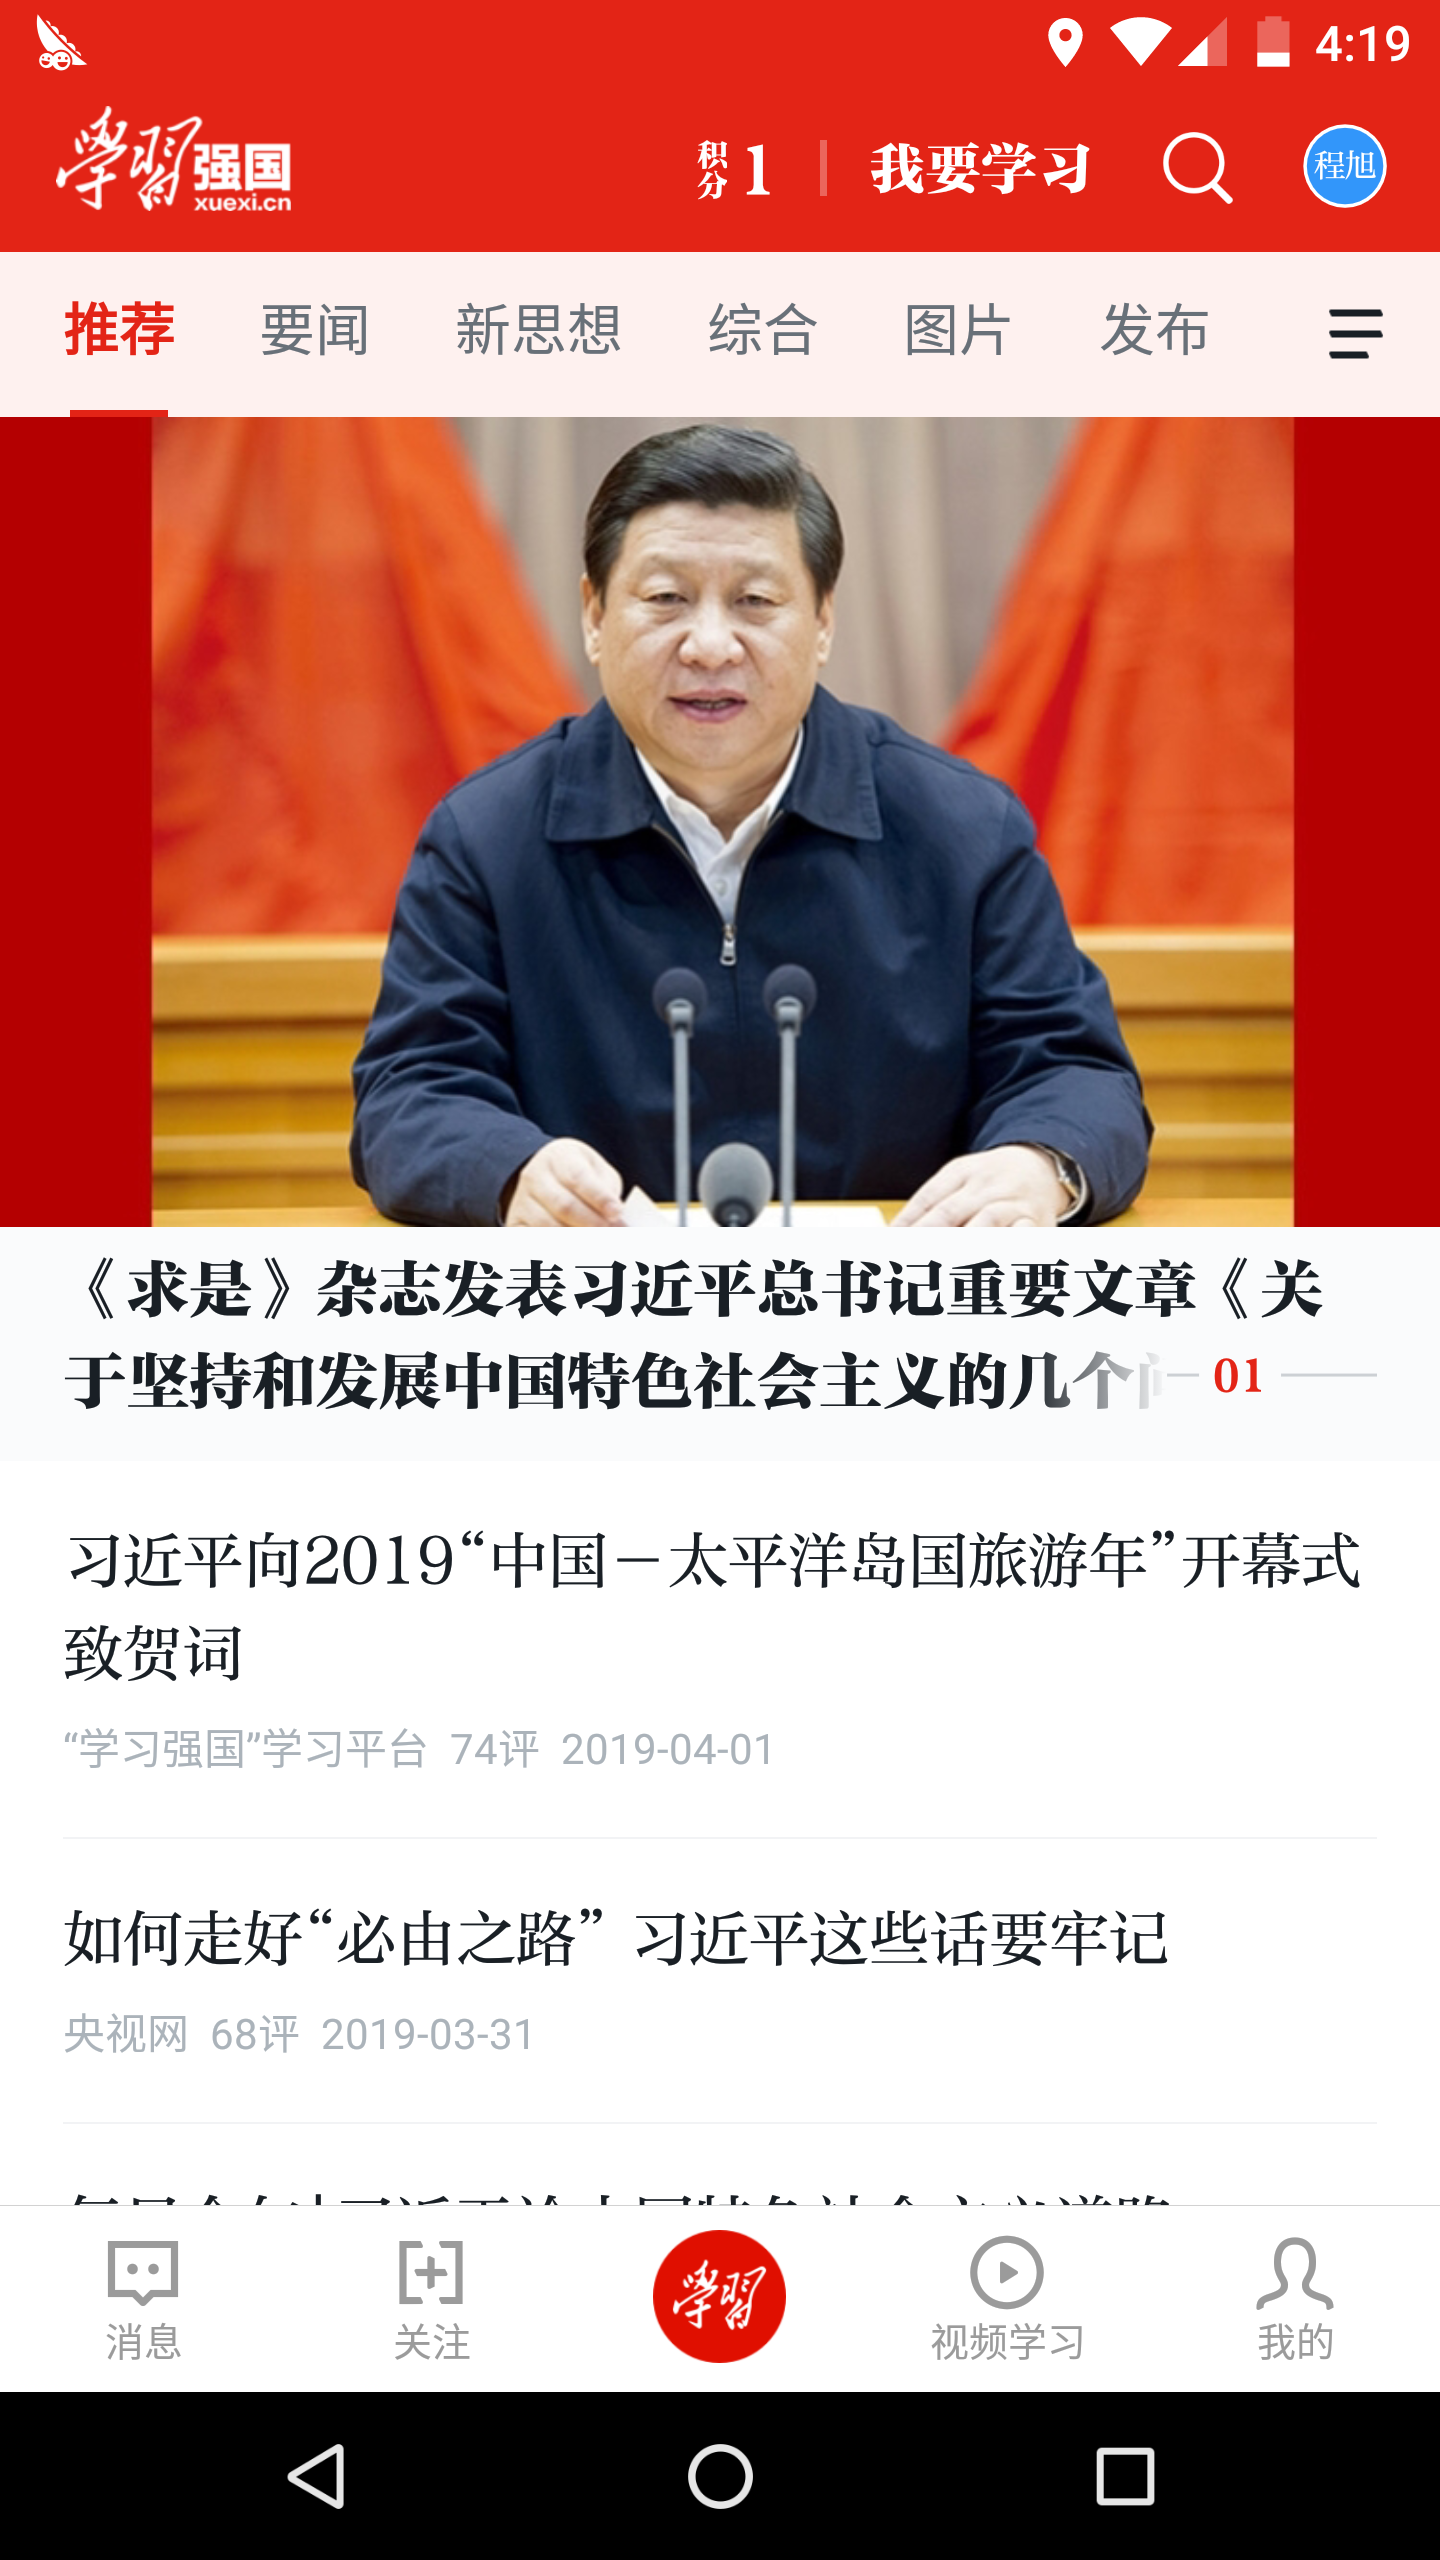 4:19
學習强国
xuexi.cn
积分 1
我要学习
程旭
推荐 要闻 新思想 综合 图片 发布
《求是》杂志发表习近平总书记重要文章《关
于坚持和发展中国特色社会主义的几个
01
习近平向2019“中国－太平洋岛国旅游年”开幕式
致贺词
“学习强国”学习平台 74评 2019-04-01
如何走好“必由之路” 习近平这些话要牢记
央视网 68评 2019-03-31
消息 关注 學習 视频学习 我的